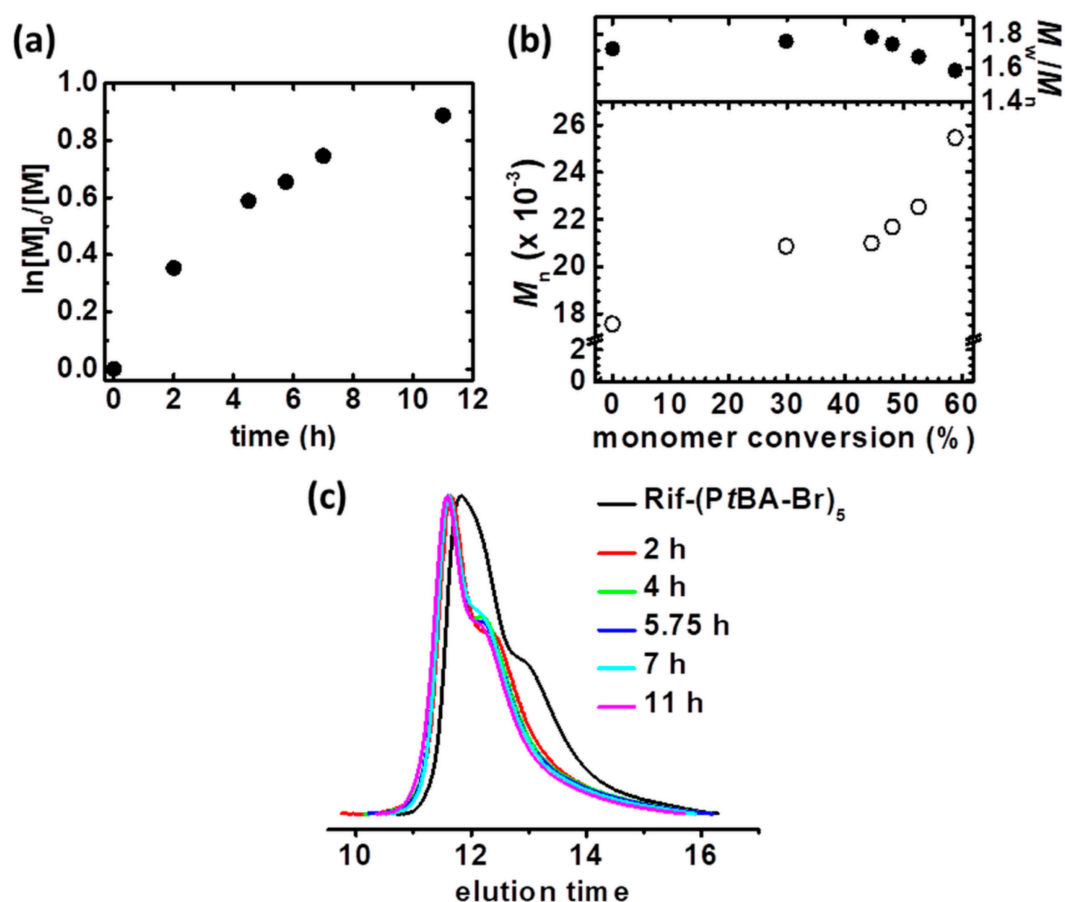 (a)
1.0
0.8
0.6
0.4
0.2
0.0
ln[M]₀/[M]
0 2 4 6 8 10 12
time (h)
(b)
1.8
1.6
1.4
Mw/Mn
26
24
22
20
18
2
0
Mn (x 10⁻³)
0 10 20 30 40 50 60
monomer conversion (%)
(c)
Rif-(PtBA-Br)₅
2 h
4 h
5.75 h
7 h
11 h
10 12 14 16
elution time